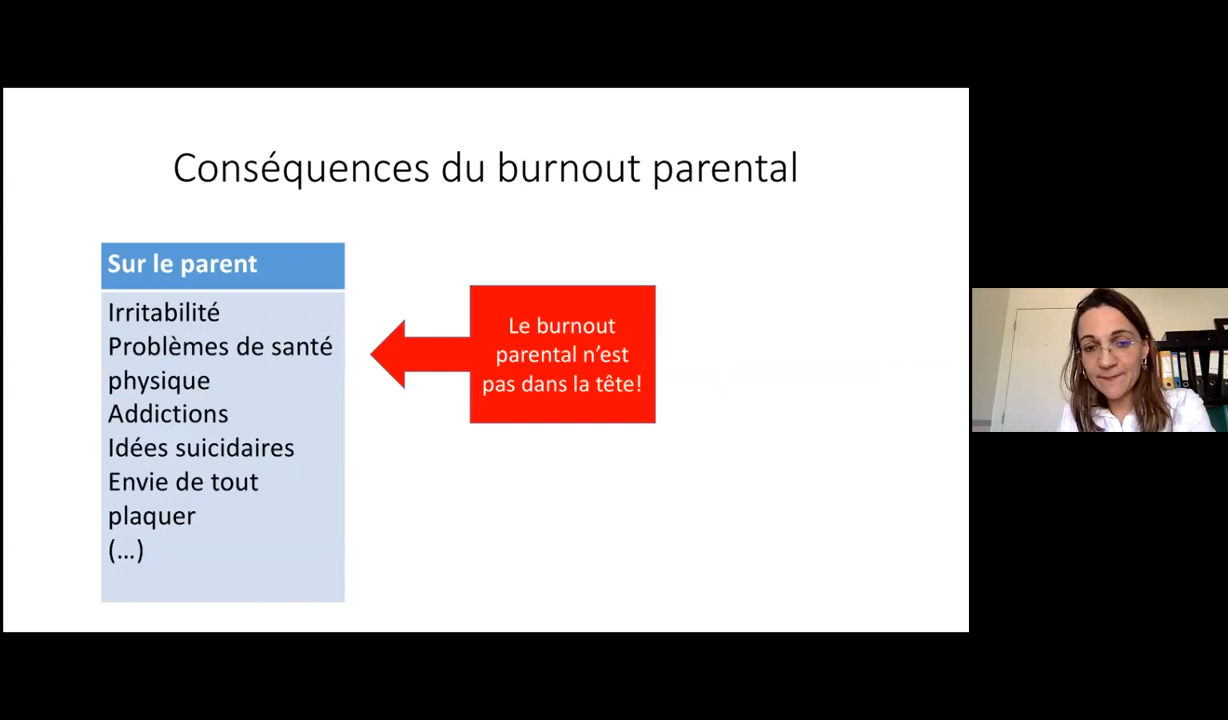 Conséquences du burnout parental
Sur le parent
Irritabilité
Problèmes de santé
physique
Addictions
Idées suicidaires
Envie de tout
plaquer
(…)
Le burnout
parental n’est
pas dans la tête!